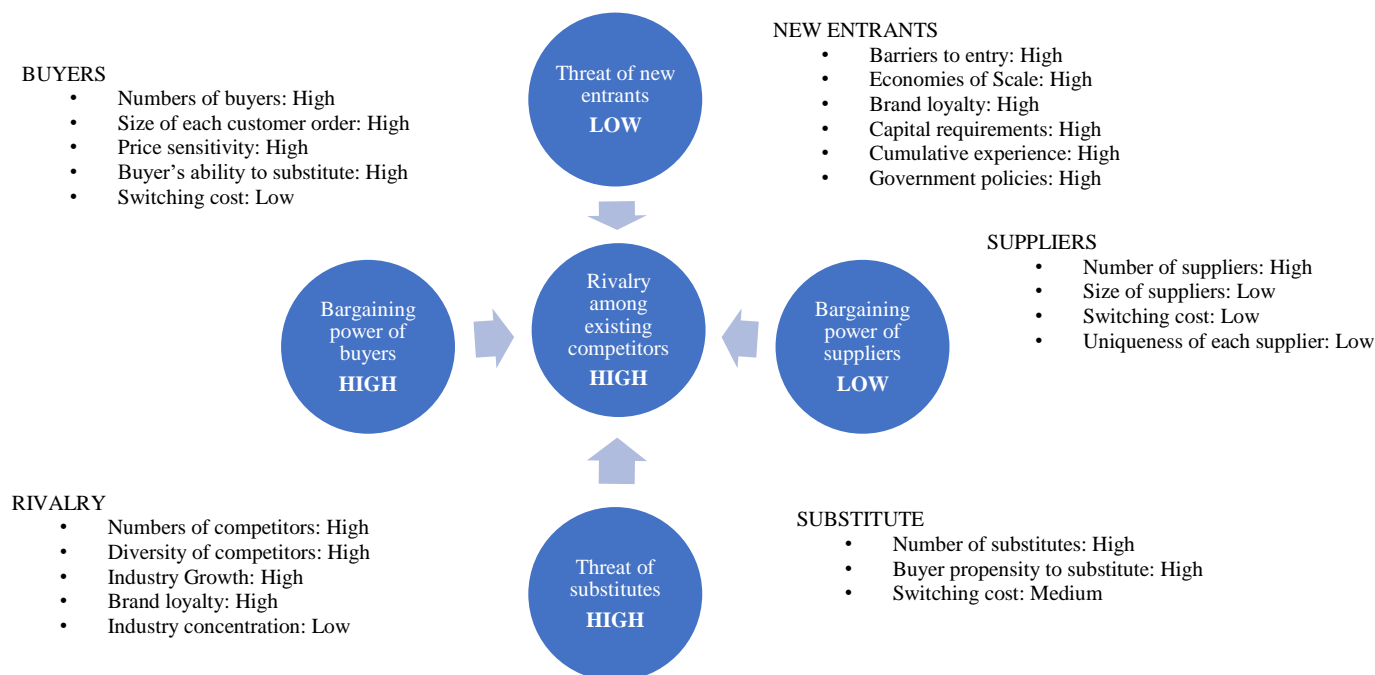 NEW ENTRANTS
• Barriers to entry: High
• Economies of Scale: High
• Brand loyalty: High
• Capital requirements: High
• Cumulative experience: High
• Government policies: High
BUYERS
• Numbers of buyers: High
• Size of each customer order: High
• Price sensitivity: High
• Buyer’s ability to substitute: High
• Switching cost: Low
Threat of new
entrants
LOW
SUPPLIERS
• Number of suppliers: High
• Size of suppliers: Low
• Switching cost: Low
• Uniqueness of each supplier: Low
Bargaining
power of
buyers
HIGH
Rivalry
among
existing
competitors
HIGH
Bargaining
power of
suppliers
LOW
RIVALRY
• Numbers of competitors: High
• Diversity of competitors: High
• Industry Growth: High
• Brand loyalty: High
• Industry concentration: Low
Threat of
substitutes
HIGH
SUBSTITUTE
• Number of substitutes: High
• Buyer propensity to substitute: High
• Switching cost: Medium